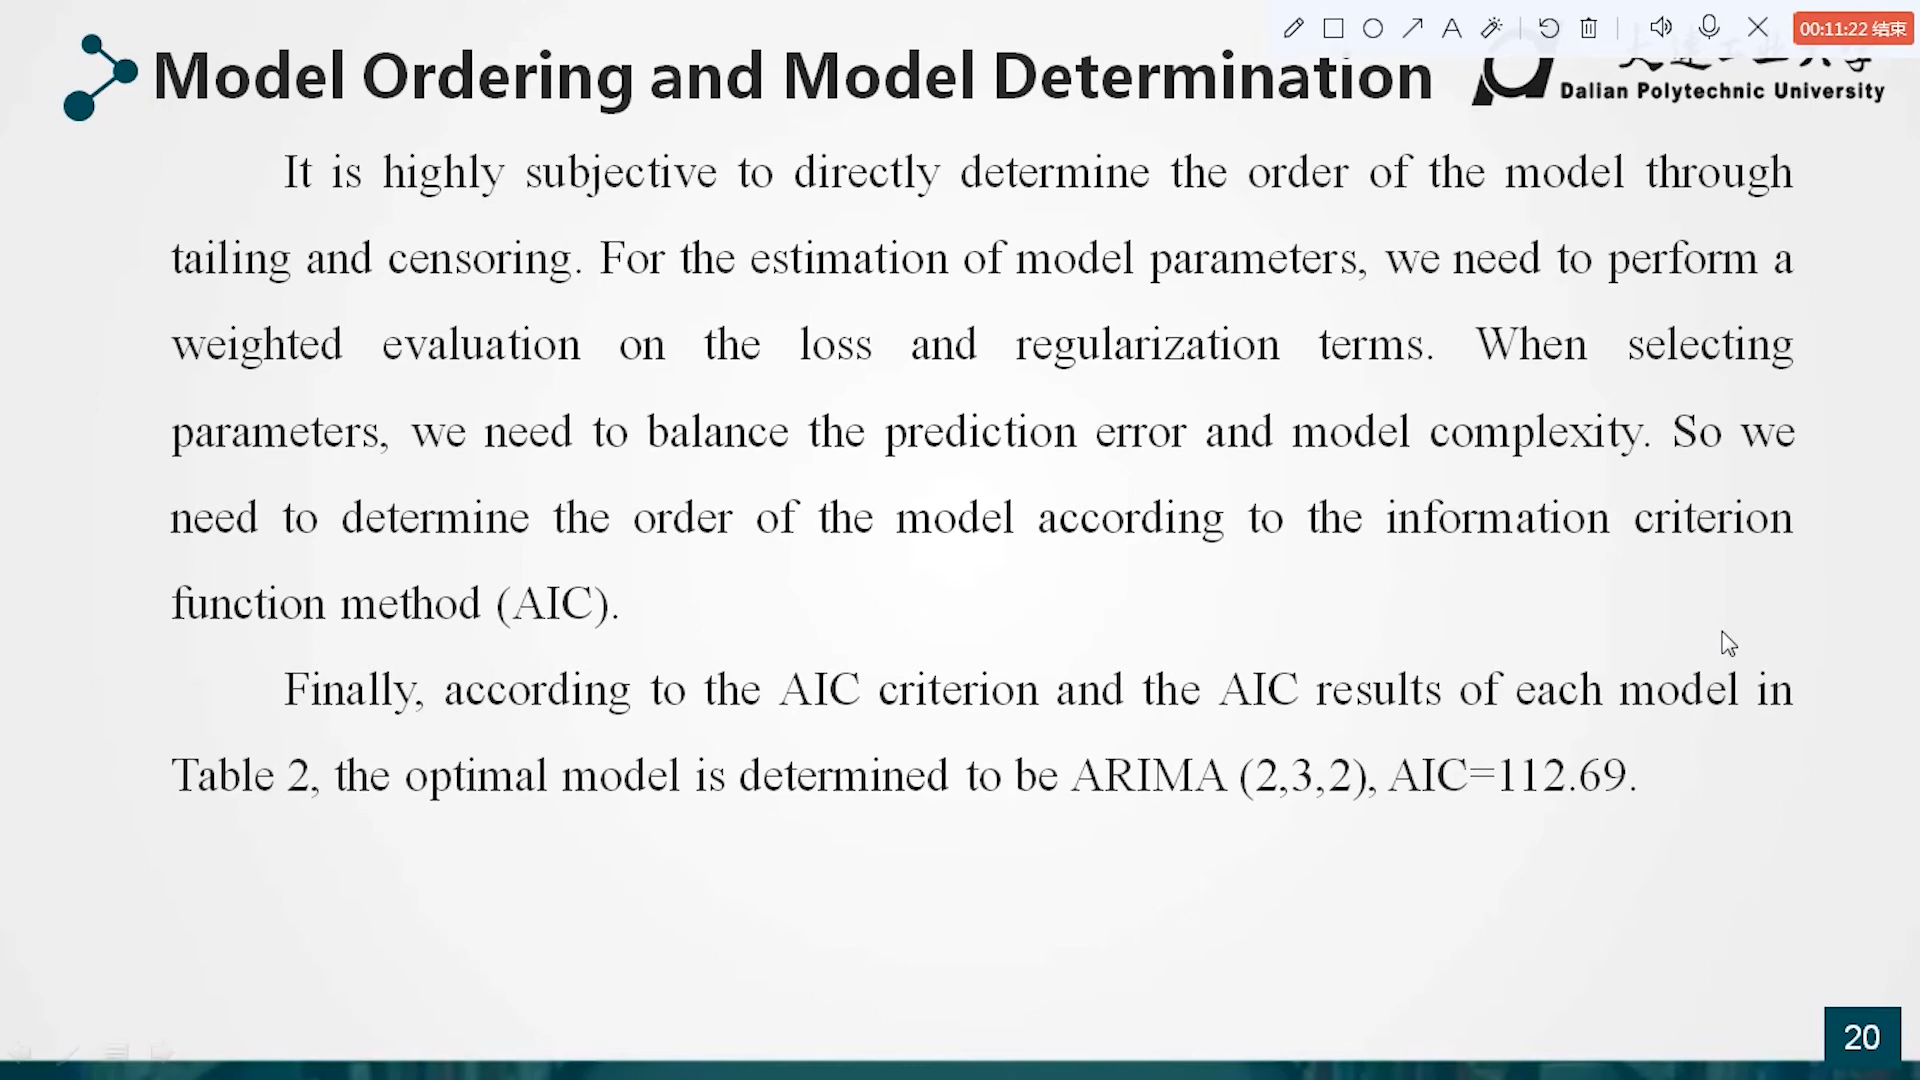 00:11:22 结束
Model Ordering and Model Determination
Dalian Polytechnic University
It is highly subjective to directly determine the order of the model through
tailing and censoring. For the estimation of model parameters, we need to perform a
weighted evaluation on the loss and regularization terms. When selecting
parameters, we need to balance the prediction error and model complexity. So we
need to determine the order of the model according to the information criterion
function method (AIC).
Finally, according to the AIC criterion and the AIC results of each model in
Table 2, the optimal model is determined to be ARIMA (2,3,2), AIC=112.69.
20